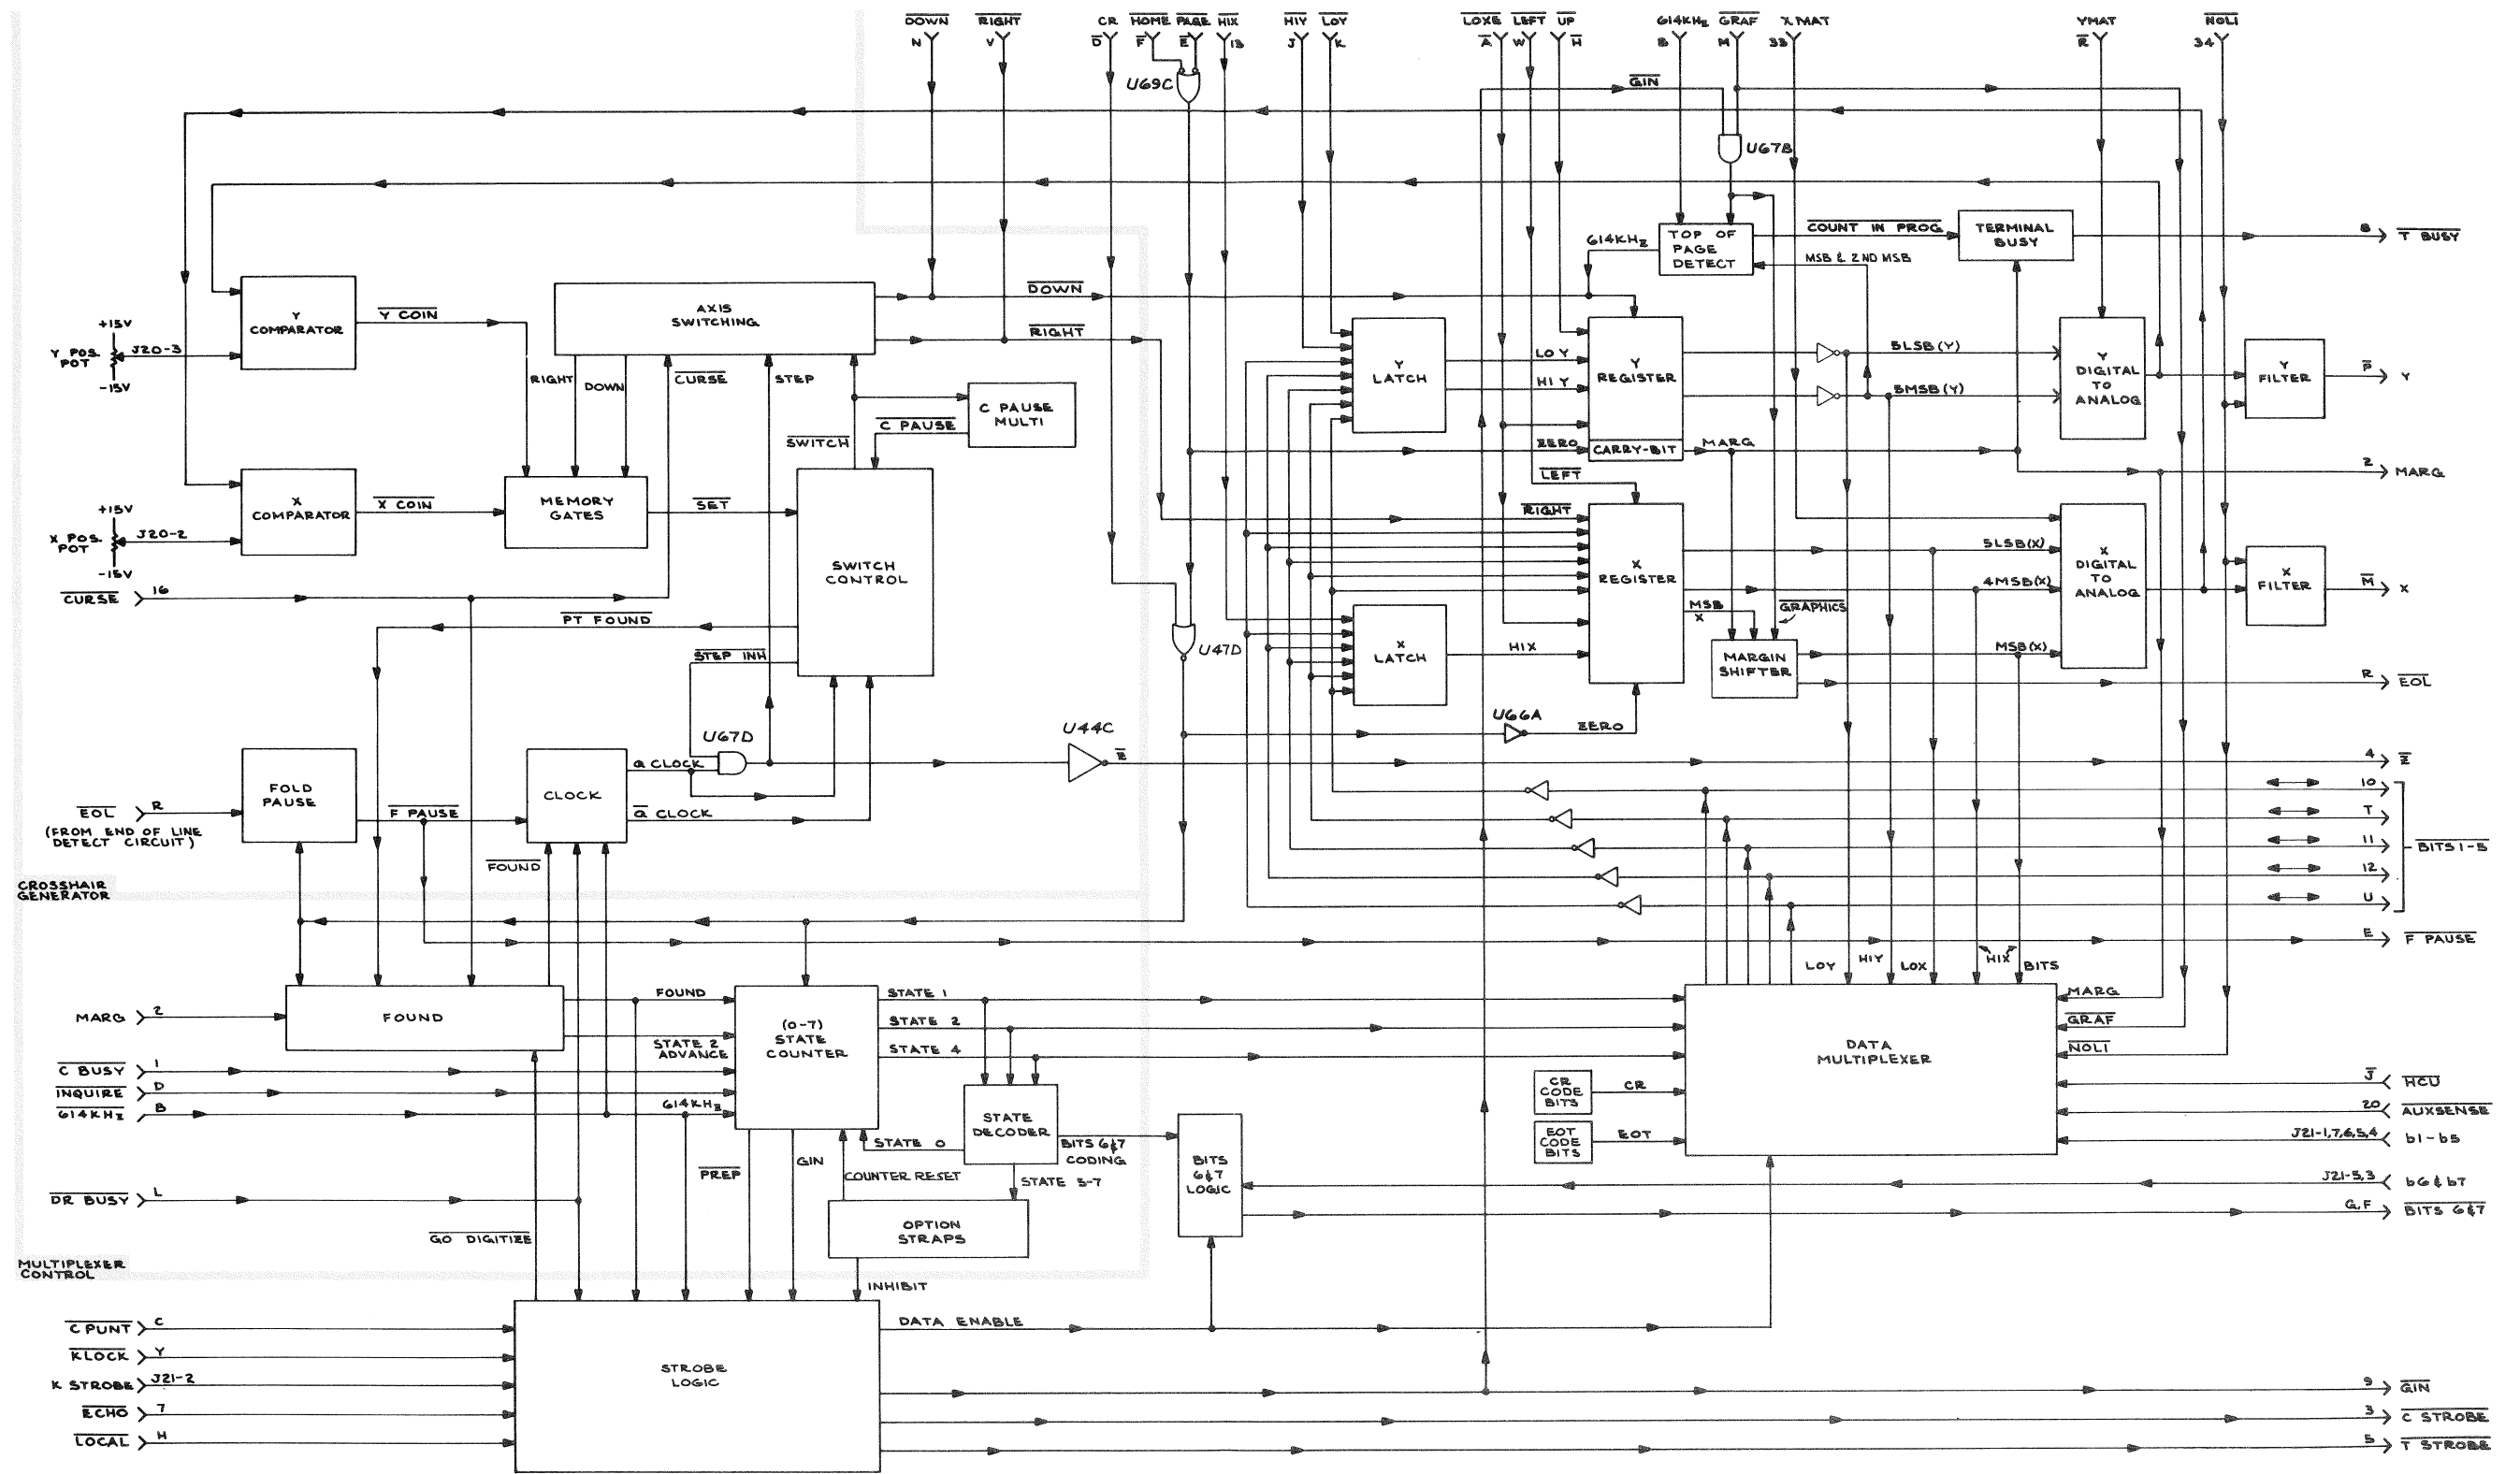 DOWN RIGHT CR HOME PAGE HIX HIY LOY LOXE LEFT UP 614KHz GRAF XMAT YMAT NOLI
N V D F E 13 J K A W H B M 33 R 34
U69C
GIN
U67B
614KHz
TOP OF
PAGE
DETECT
COUNT IN PROG
MSB & 2ND MSB
TERMINAL
BUSY
8 T BUSY
+15V
Y POS.
POT
J20-3
-15V
Y
COMPARATOR
Y COIN
AXIS
SWITCHING
DOWN
RIGHT
RIGHT
DOWN
CURSE
STEP
SWITCH
C PAUSE
C PAUSE
MULTI
Y
LATCH
LOY
HI Y
Y
REGISTER
ZERO
CARRY-BIT
MARG
5LSB(Y)
5MSB(Y)
Y
DIGITAL
TO
ANALOG
Y
FILTER
P
Y
2 MARG
+15V
X POS.
POT
J20-2
-15V
X
COMPARATOR
X COIN
MEMORY
GATES
SET
SWITCH
CONTROL
LEFT
RIGHT
X
REGISTER
5LSB(X)
4MSB(X)
MSB
X
GRAPHICS
X
DIGITAL
TO
ANALOG
X
FILTER
M
X
CURSE 16
PT FOUND
STEP INH
U47D
X
LATCH
HIX
MARGIN
SHIFTER
MSB(X)
R EOL
U67D
U44C
Z
U66A
ZERO
4 Z
EOL R
(FROM END OF LINE
DETECT CIRCUIT)
FOLD
PAUSE
F PAUSE
CLOCK
Q CLOCK
Q CLOCK
FOUND
10
T
11
12
U
BITS 1-5
CROSSHAIR
GENERATOR
E F PAUSE
LOY HIY LOX HIX BITS
MARG 2
FOUND
FOUND
STATE 2
ADVANCE
(0-7)
STATE
COUNTER
STATE 1
STATE 2
STATE 4
DATA
MULTIPLEXER
MARG
GRAF
NOLI
C BUSY 1
INQUIRE D
614KHz B
614KHz
STATE
DECODER
STATE 0
BITS 6&7
CODING
CR
CODE
BITS
CR
EOT
CODE
BITS
EOT
J HCU
20 AUXSENSE
J21-1,7,6,5,4 b1-b5
DR BUSY L
GO DIGITIZE
PREP
GIN
COUNTER RESET
STATE 5-7
OPTION
STRAPS
INHIBIT
BITS
6&7
LOGIC
J21-5,3 b6&b7
G,F BITS 6&7
MULTIPLEXER
CONTROL
C PUNT C
KLOCK Y
K STROBE J21-2
ECHO 7
LOCAL H
STROBE
LOGIC
DATA ENABLE
9 GIN
3 C STROBE
5 T STROBE